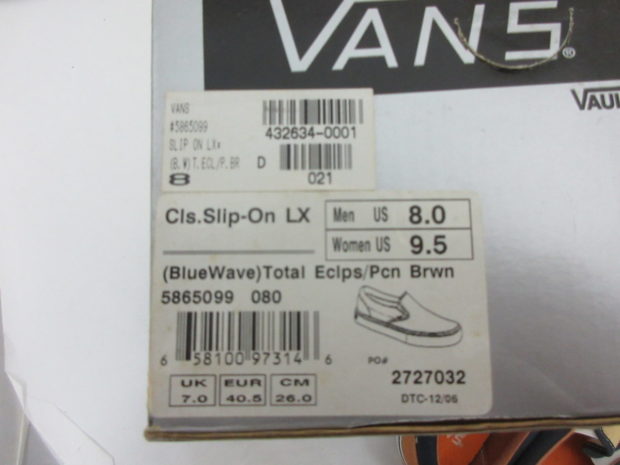 VANS®
VAUL
VANS
#5865099
432634-0001
SLIP ON LX*
(B.W)T.ECL/P.BR D
8 021
Cls.Slip-On LX
Men US 8.0
Women US 9.5
(BlueWave)Total Eclps/Pcn Brwn
5865099 080
6 58100 97314 6
PO#
2727032
UK EUR CM
7.0 40.5 26.0
DTC-12/06